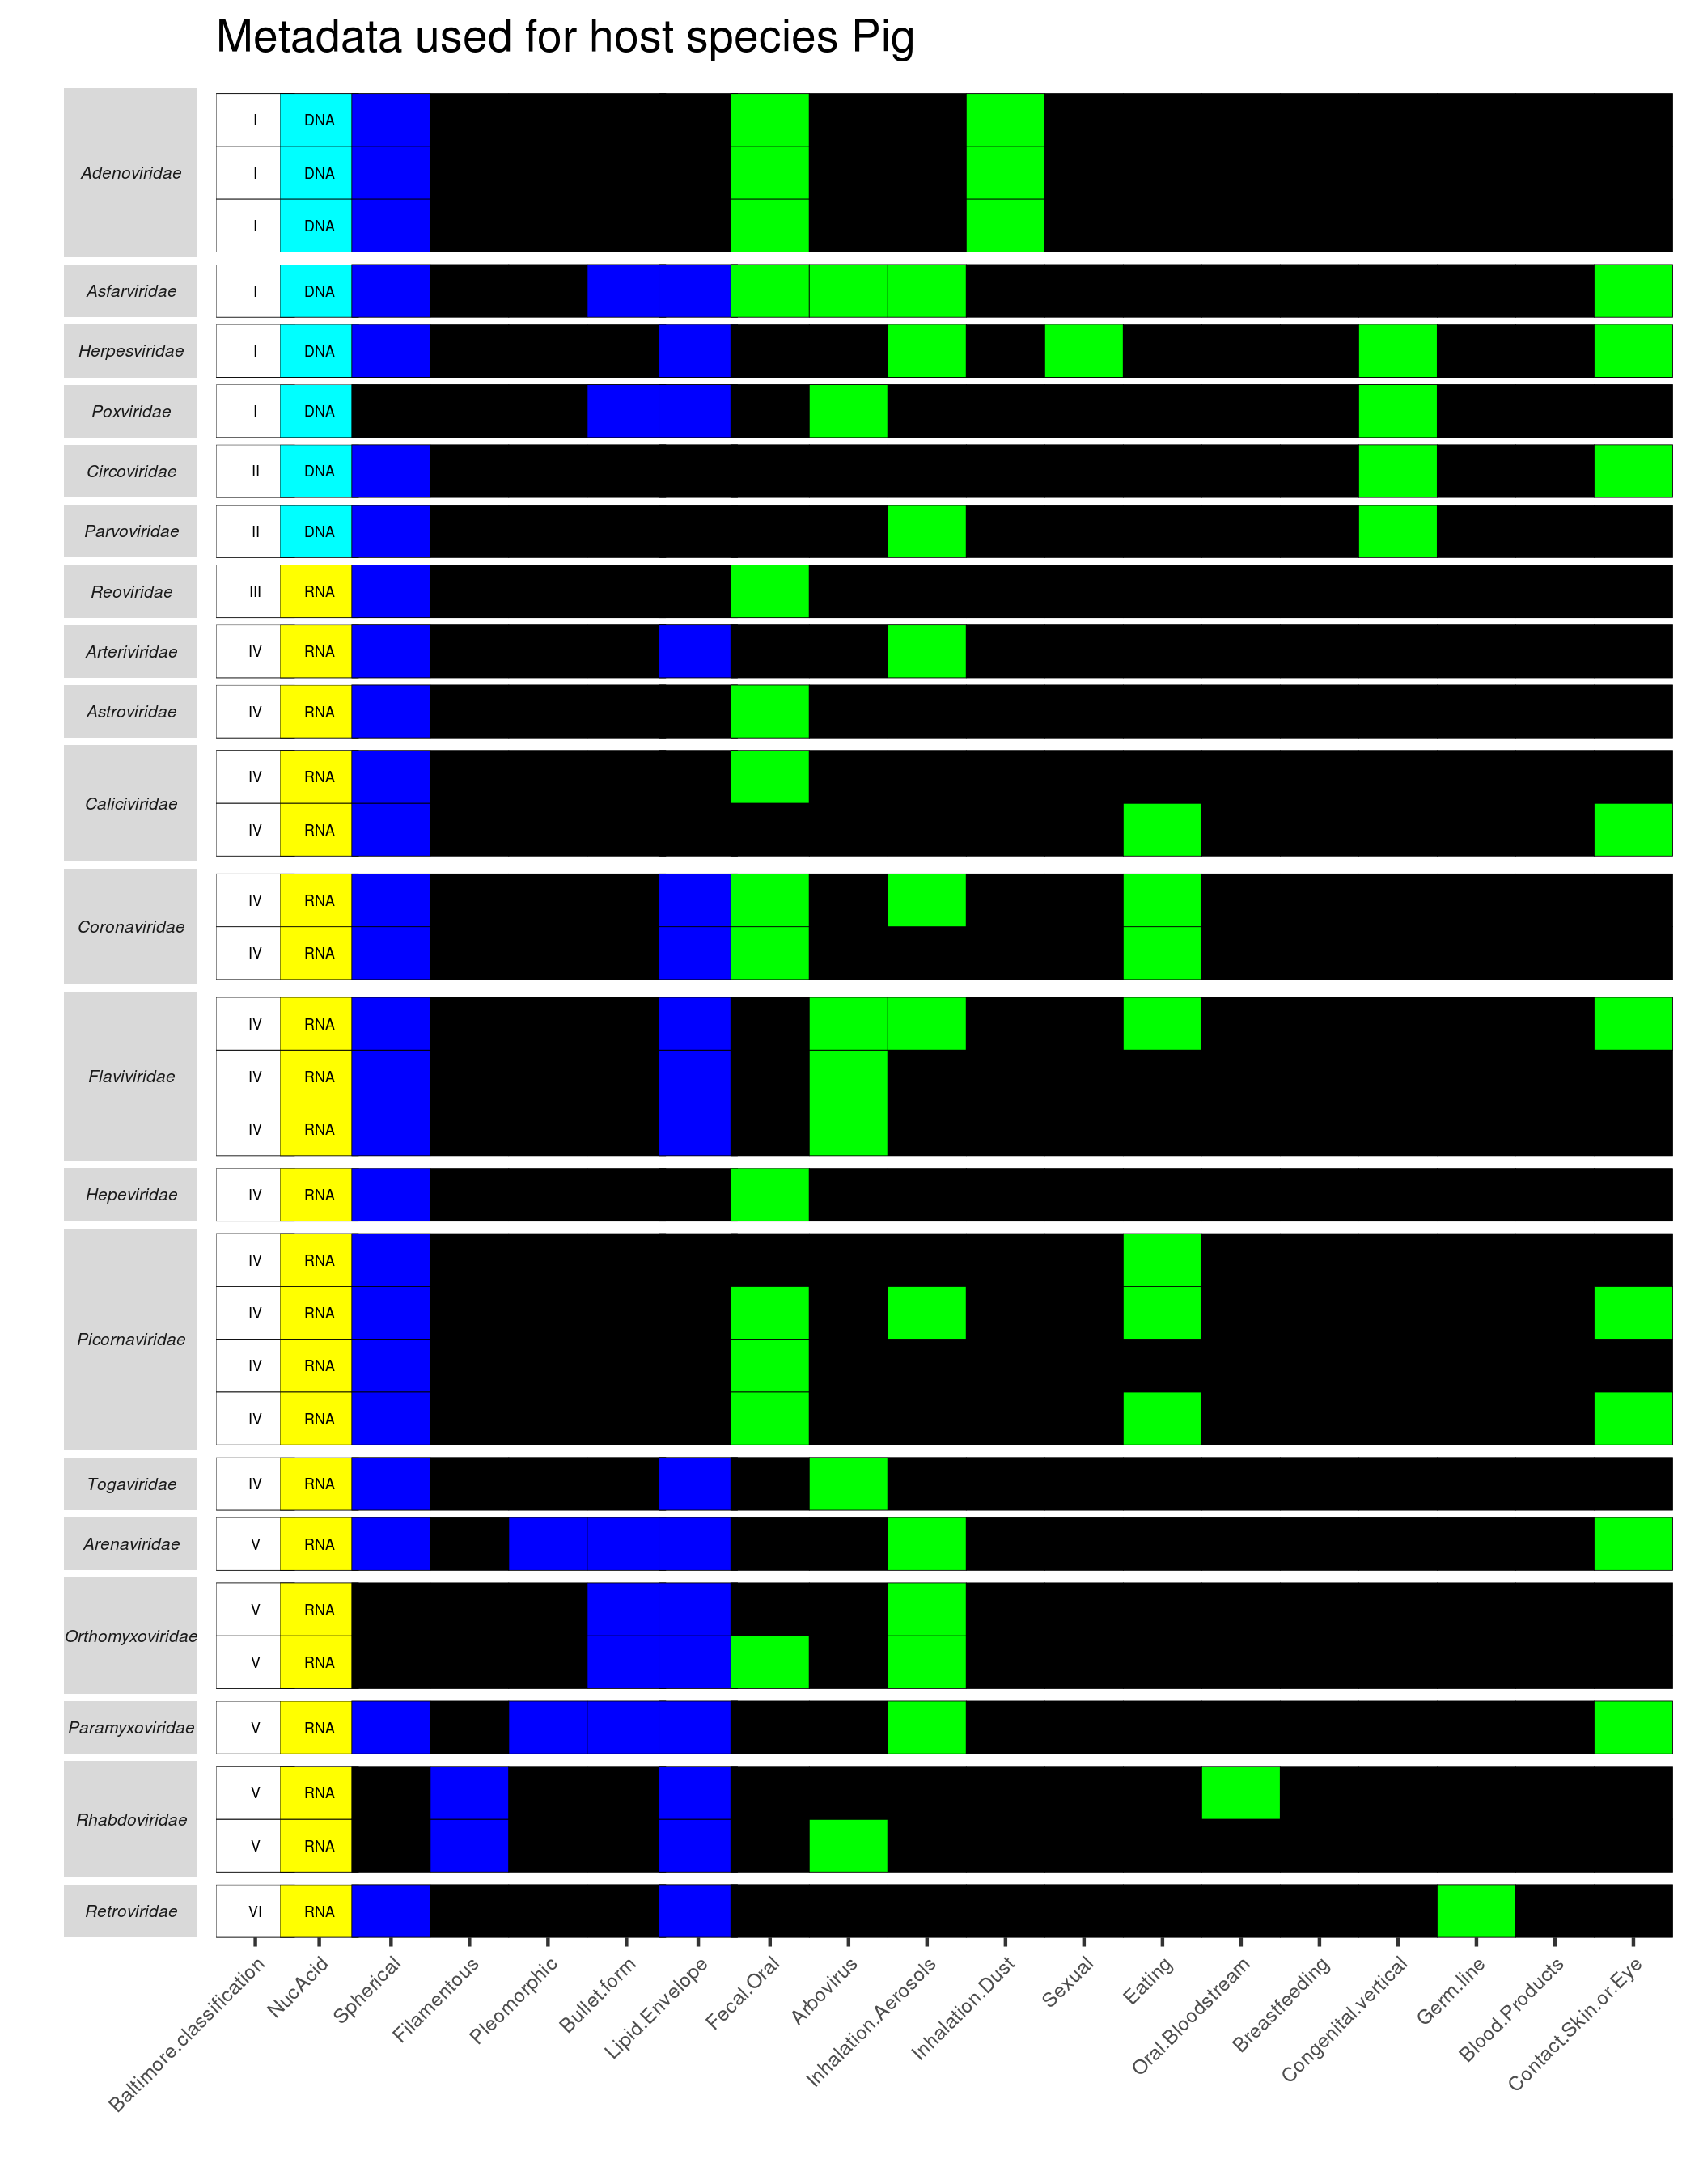 Metadata used for host species Pig
Adenoviridae
I DNA
I DNA
I DNA
Asfarviridae I DNA
Herpesviridae I DNA
Poxviridae I DNA
Circoviridae II DNA
Parvoviridae II DNA
Reoviridae III RNA
Arteriviridae IV RNA
Astroviridae IV RNA
Caliciviridae
IV RNA
IV RNA
Coronaviridae
IV RNA
IV RNA
Flaviviridae
IV RNA
IV RNA
IV RNA
Hepeviridae IV RNA
Picornaviridae
IV RNA
IV RNA
IV RNA
IV RNA
Togaviridae IV RNA
Arenaviridae V RNA
Orthomyxoviridae
V RNA
V RNA
Paramyxoviridae V RNA
Rhabdoviridae
V RNA
V RNA
Retroviridae VI RNA
Baltimore.classification
NucAcid
Spherical
Filamentous
Pleomorphic
Bullet.form
Lipid.Envelope
Fecal.Oral
Arbovirus
Inhalation.Aerosols
Inhalation.Dust
Sexual
Eating
Oral.Bloodstream
Breastfeeding
Congenital.vertical
Germ.line
Blood.Products
Contact.Skin.or.Eye